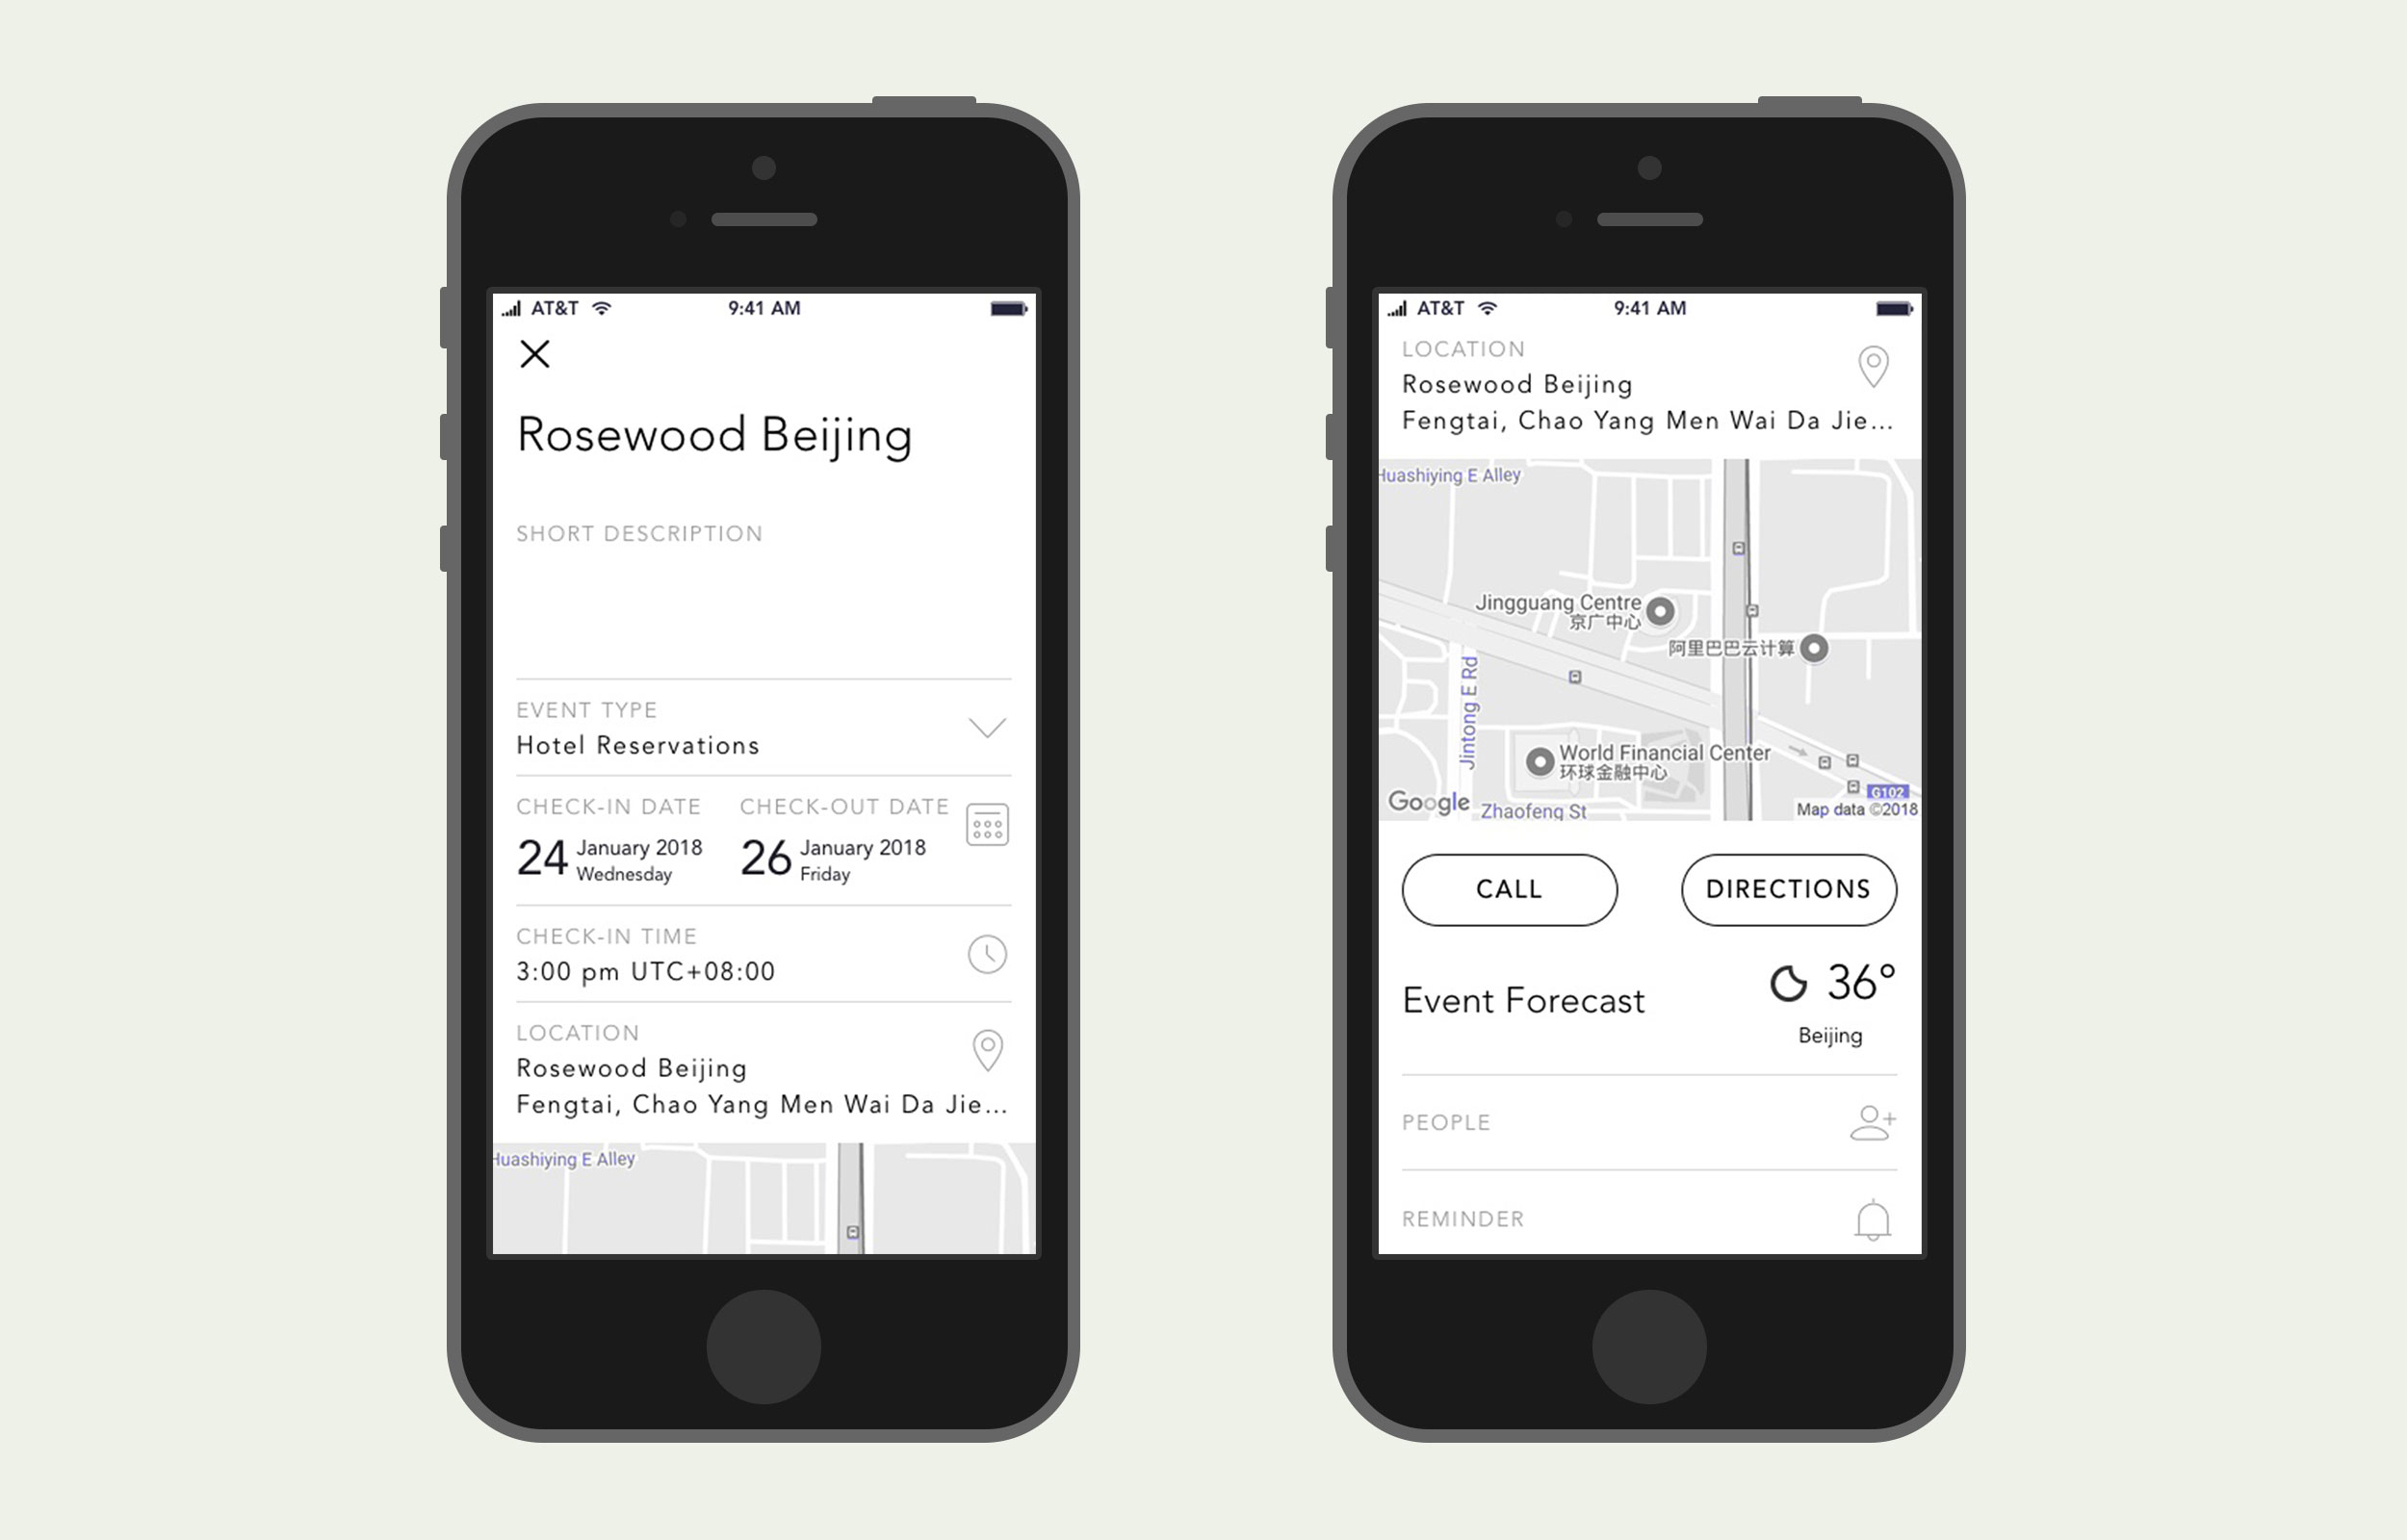 AT&T 9:41 AM
Rosewood Beijing
SHORT DESCRIPTION
EVENT TYPE
Hotel Reservations
CHECK-IN DATE CHECK-OUT DATE
24 January 2018 Wednesday 26 January 2018 Friday
CHECK-IN TIME
3:00 pm UTC+08:00
LOCATION
Rosewood Beijing
Fengtai, Chao Yang Men Wai Da Jie...
Huashiying E Alley
AT&T 9:41 AM
LOCATION
Rosewood Beijing
Fengtai, Chao Yang Men Wai Da Jie...
Huashiying E Alley
Jingguang Centre
京广中心
阿里巴巴云计算
Jintong E Rd
World Financial Center
环球金融中心
G102
Google Zhaofeng St Map data ©2018
CALL DIRECTIONS
Event Forecast 36°
Beijing
PEOPLE
REMINDER